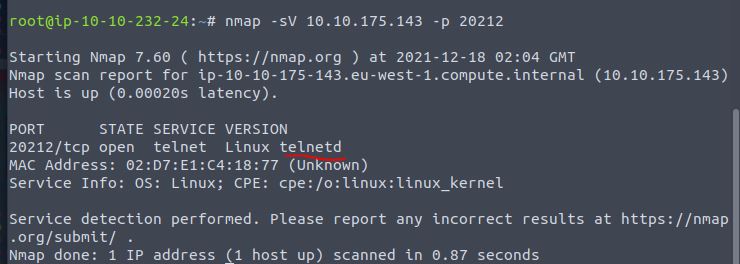 root@ip-10-10-232-24:~# nmap -sV 10.10.175.143 -p 20212
Starting Nmap 7.60 ( https://nmap.org ) at 2021-12-18 02:04 GMT
Nmap scan report for ip-10-10-175-143.eu-west-1.compute.internal (10.10.175.143)
Host is up (0.00020s latency).
PORT      STATE SERVICE VERSION
20212/tcp open  telnet  Linux telnetd
MAC Address: 02:D7:E1:C4:18:77 (Unknown)
Service Info: OS: Linux; CPE: cpe:/o:linux:linux_kernel
Service detection performed. Please report any incorrect results at https://nmap
.org/submit/ .
Nmap done: 1 IP address (1 host up) scanned in 0.87 seconds